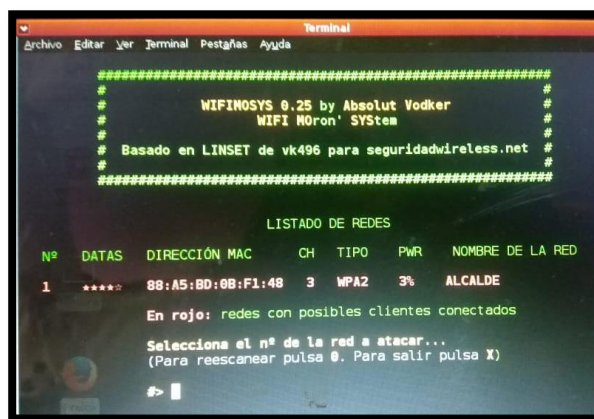 Terminal
Archivo Editar Ver Terminal Pestañas Ayuda
##################################################
# #
# WIFIMOSYS 0.25 by Absolut Vodker #
# WIFI MOron' SYStem #
# #
# Basado en LINSET de vk496 para seguridadwireless.net #
# #
##################################################
LISTADO DE REDES
Nº DATAS DIRECCIÓN MAC CH TIPO PWR NOMBRE DE LA RED
1 ★★★★☆ 88:A5:BD:0B:F1:48 3 WPA2 3% ALCALDE
En rojo: redes con posibles clientes conectados
Selecciona el nº de la red a atacar...
(Para reescanear pulsa 0. Para salir pulsa X)
#>